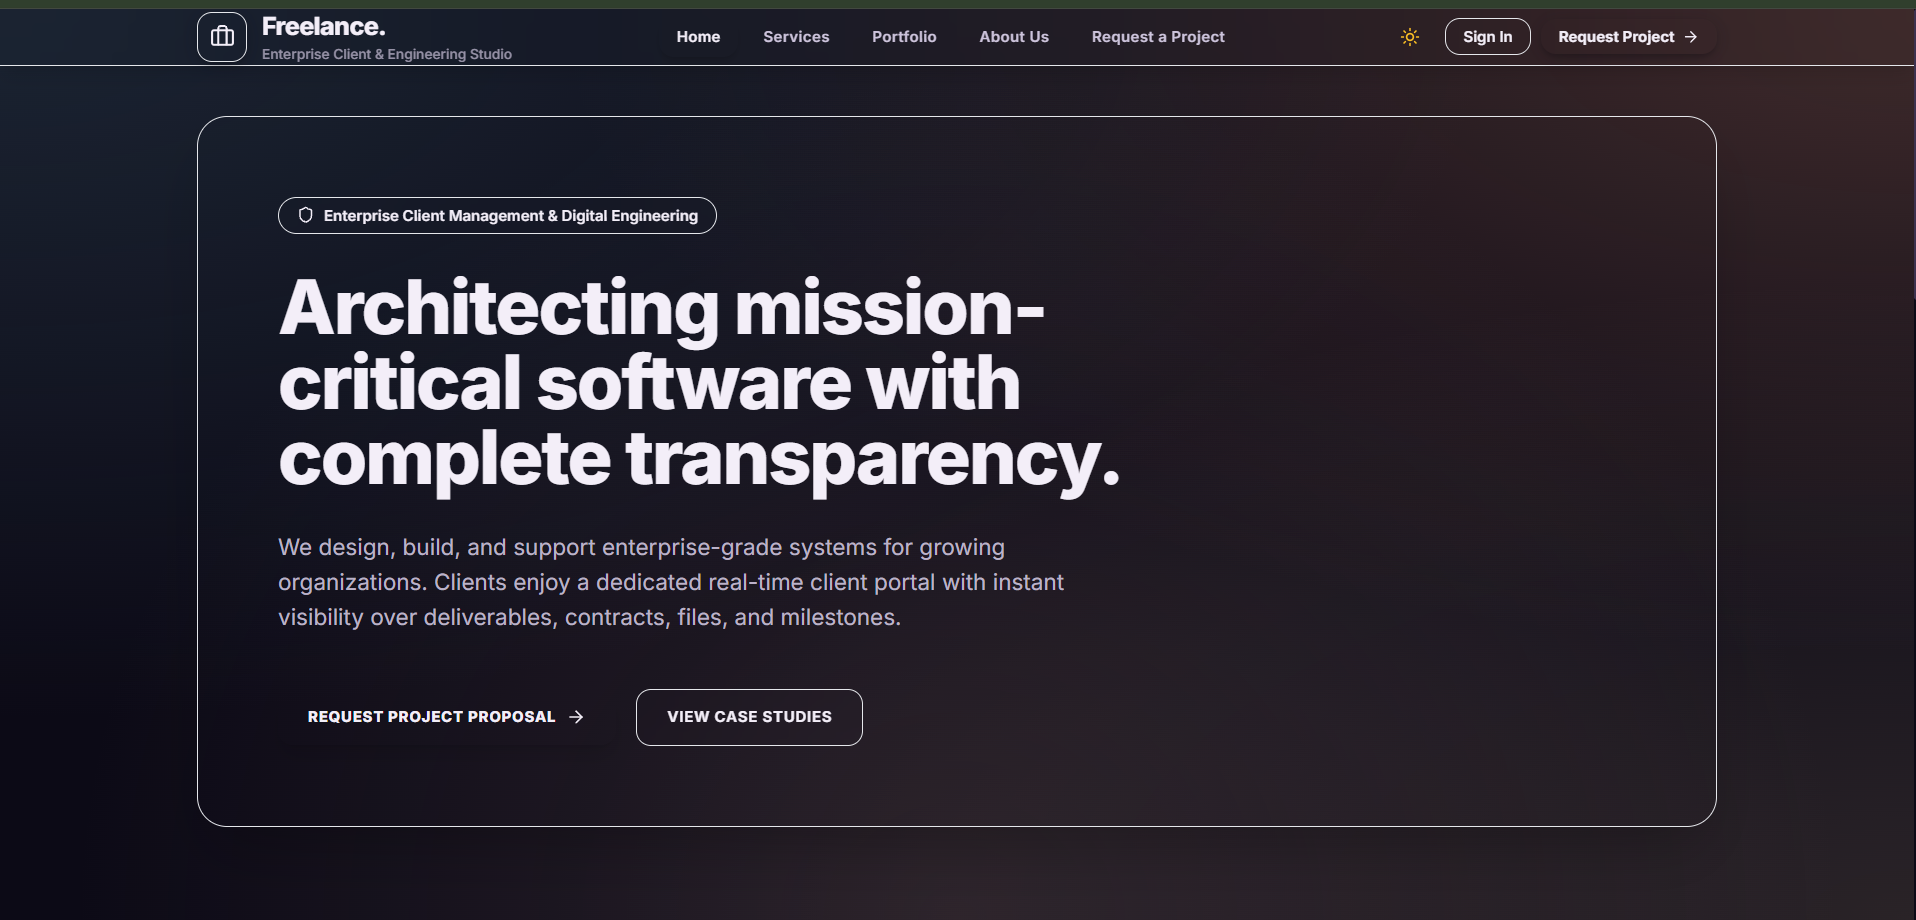 Freelance.
Enterprise Client & Engineering Studio
Home
Services
Portfolio
About Us
Request a Project
Sign In
Request Project
Enterprise Client Management & Digital Engineering
Architecting mission-
critical software with
complete transparency.
We design, build, and support enterprise-grade systems for growing
organizations. Clients enjoy a dedicated real-time client portal with instant
visibility over deliverables, contracts, files, and milestones.
REQUEST PROJECT PROPOSAL
VIEW CASE STUDIES